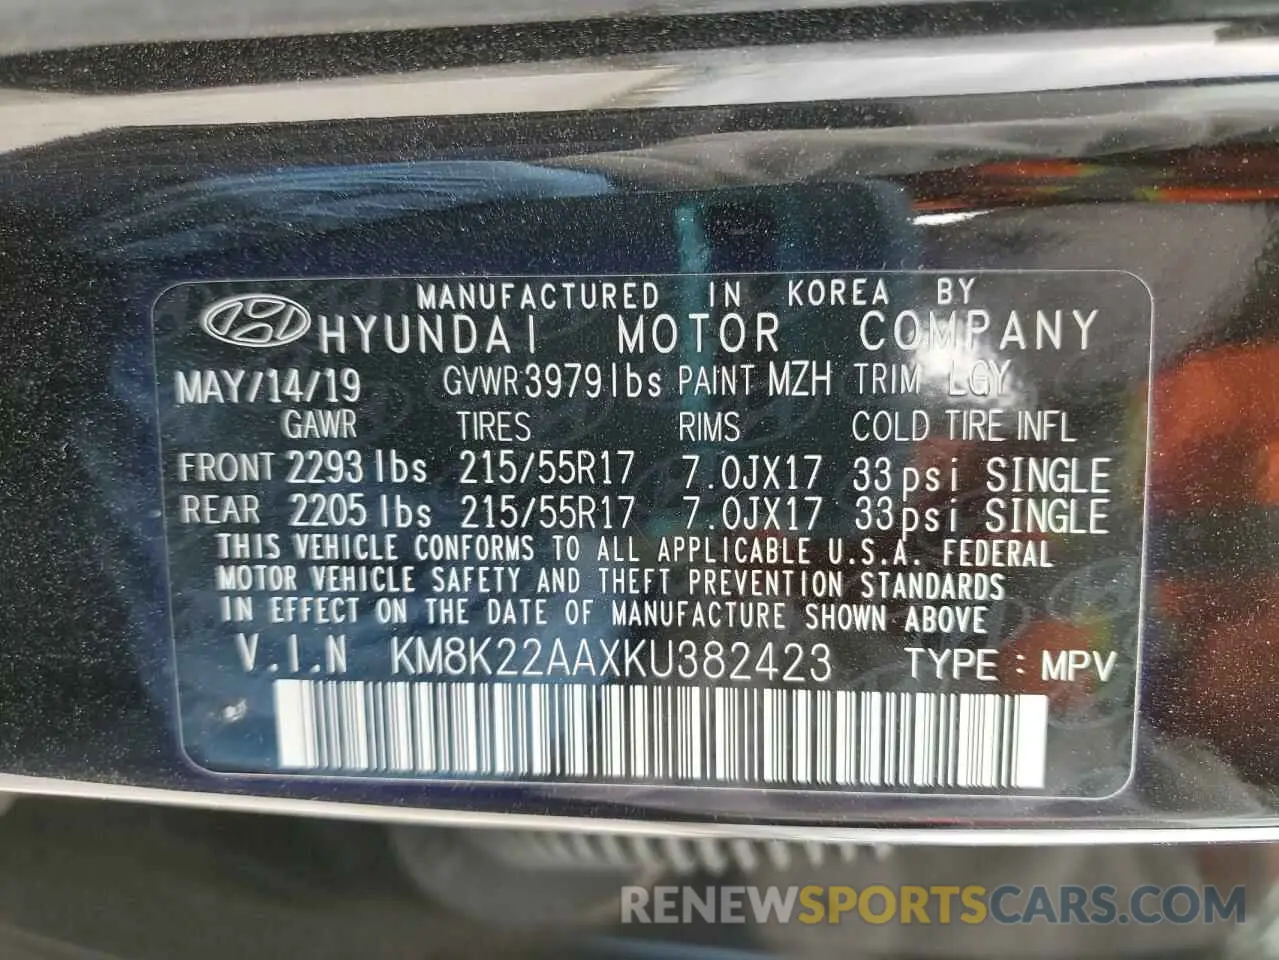 MANUFACTURED IN KOREA BY
HYUNDAI MOTOR COMPANY
MAY/14/19 GVWR 3979lbs PAINT MZH TRIM LGY
GAWR TIRES RIMS COLD TIRE INFL
FRONT 2293 lbs 215/55R17 7.0JX17 33psi SINGLE
REAR 2205 lbs 215/55R17 7.0JX17 33psi SINGLE
THIS VEHICLE CONFORMS TO ALL APPLICABLE U.S.A. FEDERAL
MOTOR VEHICLE SAFETY AND THEFT PREVENTION STANDARDS
IN EFFECT ON THE DATE OF MANUFACTURE SHOWN ABOVE
V.I.N KM8K22AAXKU382423 TYPE : MPV
RENEWSPORTSCARS.COM